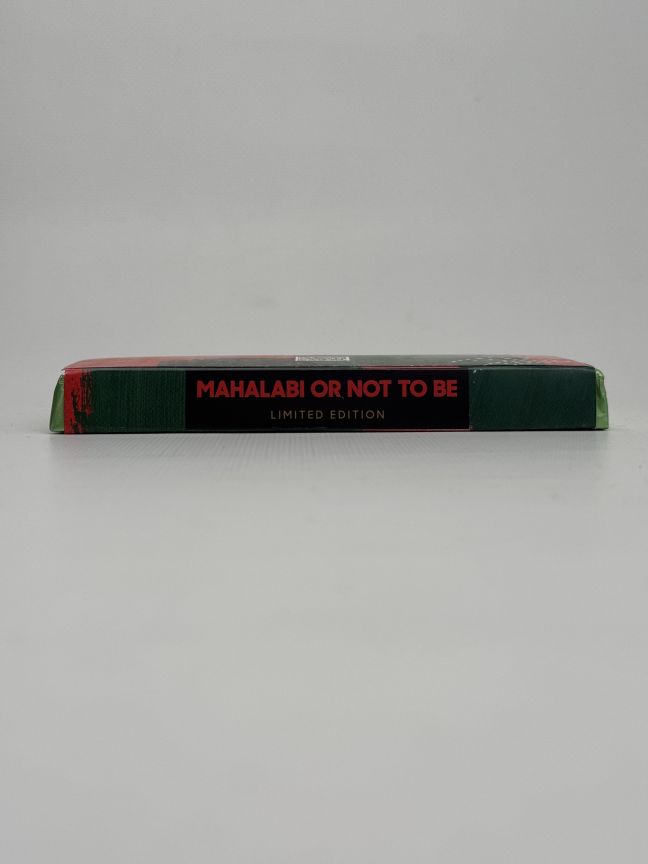 MAHALABI OR NOT TO BE
LIMITED EDITION